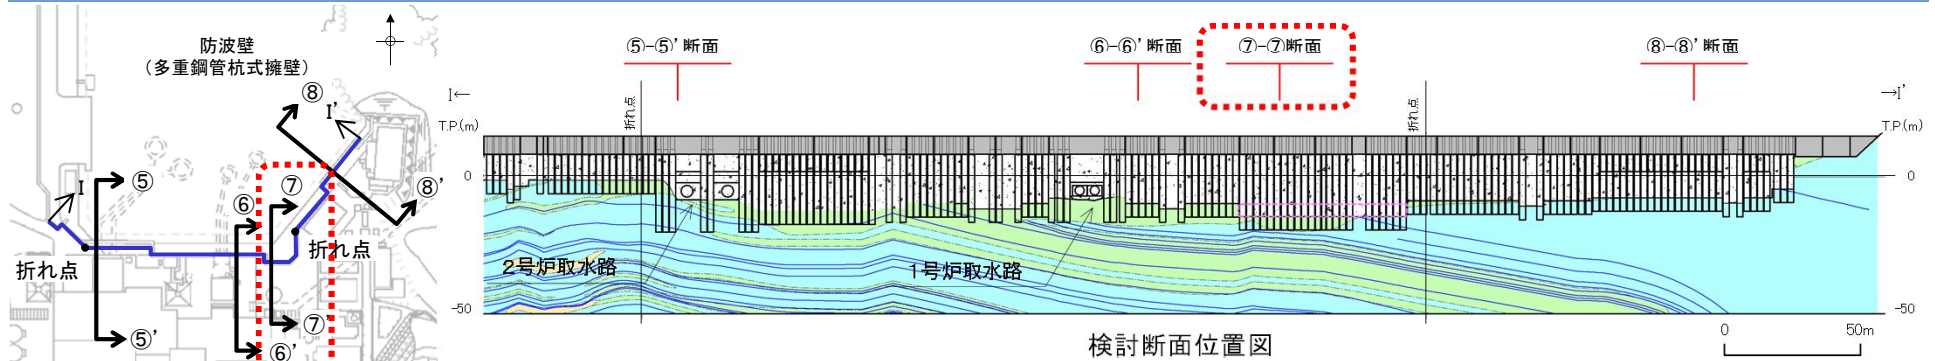 防波壁
（多重鋼管杭式擁壁）
⑧
I'
I
⑤
⑦
⑧'
⑥
折れ点
折れ点
⑦'
⑤'
⑥'
⑤-⑤' 断面
⑥-⑥' 断面
⑦-⑦断面
⑧-⑧' 断面
I←
→I'
折れ点
折れ点
T.P.(m)
T.P.(m)
0
0
2号炉取水路
1号炉取水路
-50
-50
検討断面位置図
0
50m